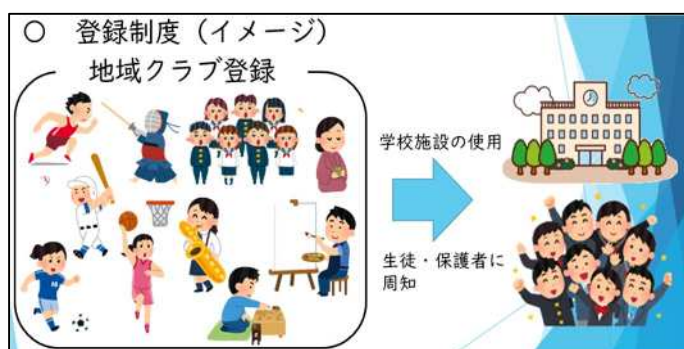 ○　登録制度（イメージ）
地域クラブ登録
学校施設の使用
生徒・保護者に
周知